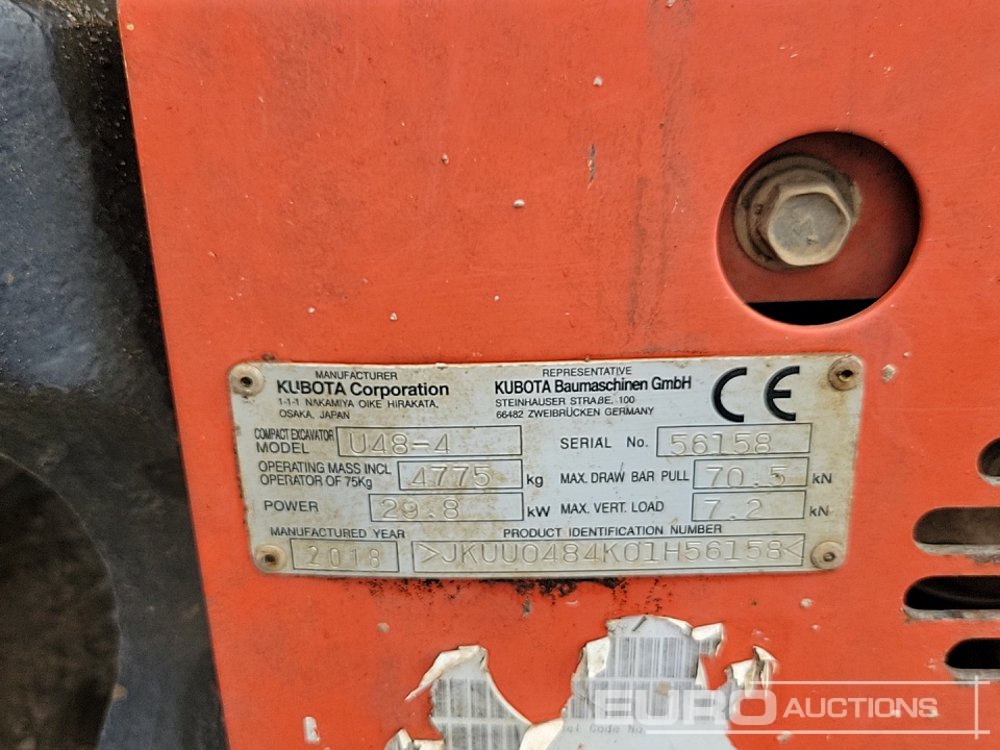 MANUFACTURER
KUBOTA Corporation
1-1-1 NAKAMIYA OIKE HIRAKATA,
OSAKA, JAPAN
REPRESENTATIVE
KUBOTA Baumaschinen GmbH
STEINHAUSER STRAßE, 100
66482 ZWEIBRÜCKEN GERMANY
CE
COMPACT EXCAVATOR
MODEL U48-4
SERIAL No. 56158
OPERATING MASS INCL
OPERATOR OF 75Kg 4775 kg
MAX. DRAW BAR PULL 70.5 kN
POWER 29.8 kW
MAX. VERT. LOAD 7.2 kN
MANUFACTURED YEAR
2018
PRODUCT IDENTIFICATION NUMBER
>JKUU0484K01H56158<
Code No.
EURO AUCTIONS